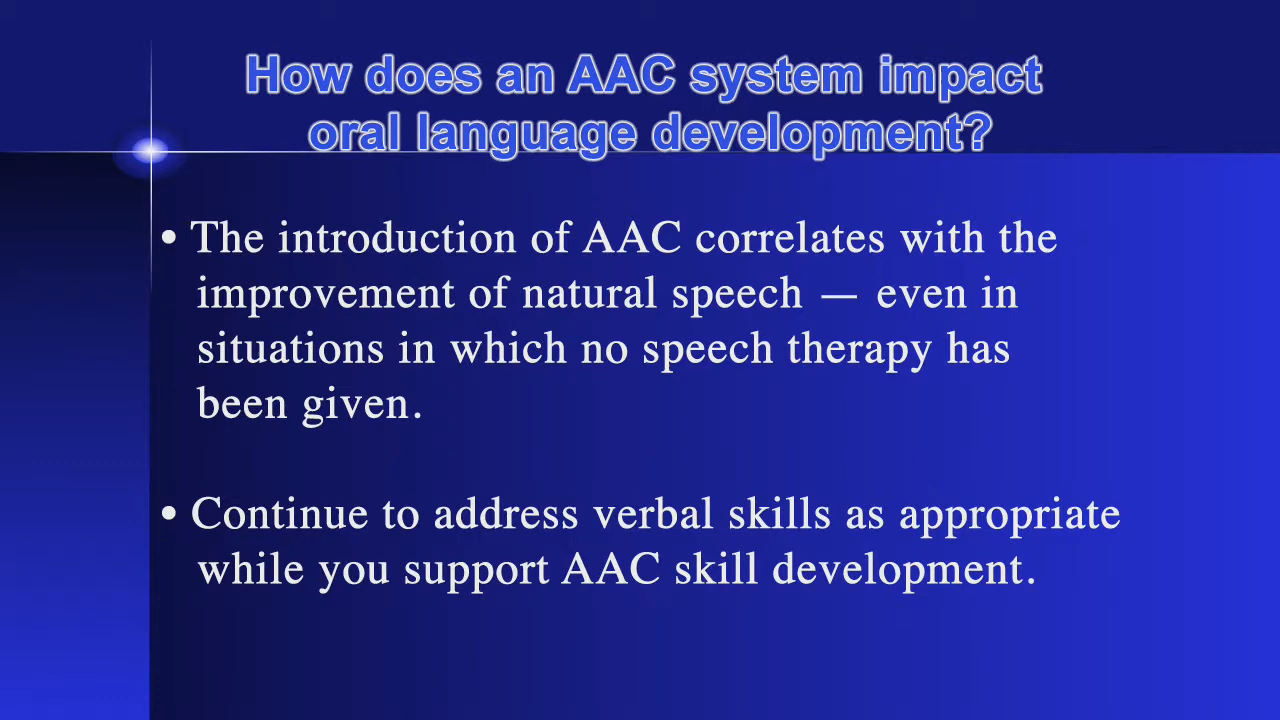 How does an AAC system impact
oral language development?
• The introduction of AAC correlates with the
improvement of natural speech — even in
situations in which no speech therapy has
been given.
• Continue to address verbal skills as appropriate
while you support AAC skill development.